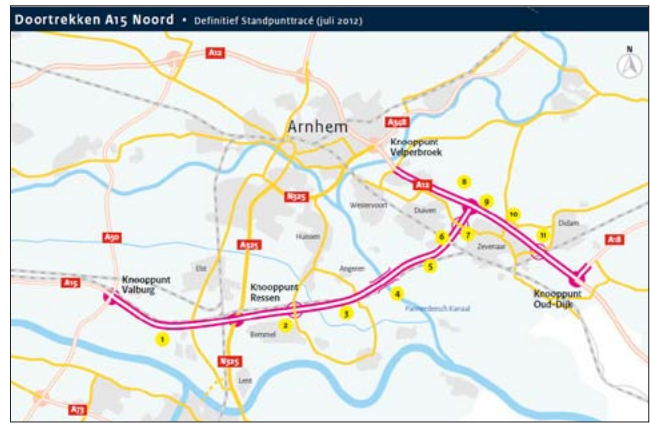 Doortrekken A15 Noord • Definitief Standpunttracé (juli 2012)
N
A12
Arnhem
A348
Knooppunt
Velperbroek
A12
8
9
N325
Westervoort
Duiven
10
Didam
11
A50
A325
Huissen
6
7
Zevenaar
A18
Elst
Angeren
5
A15
Knooppunt
Valburg
Knooppunt
Ressen
4
Knooppunt
Oud-Dijk
3
Pannerdensch Kanaal
2
1
Bemmel
N325
Lent
A73